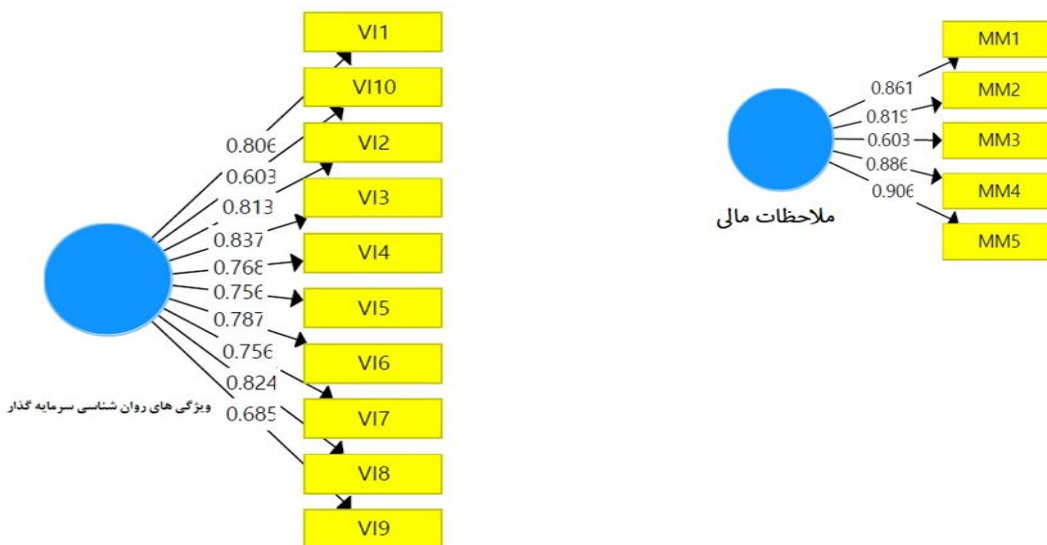 VI1
VI10
VI2
VI3
VI4
VI5
VI6
VI7
VI8
VI9
0.806
0.603
0.813
0.837
0.768
0.756
0.787
0.756
0.824
0.685
ویژگی های روان شناسی سرمایه گذار
MM1
MM2
MM3
MM4
MM5
0.861
0.819
0.603
0.886
0.906
ملاحظات مالی